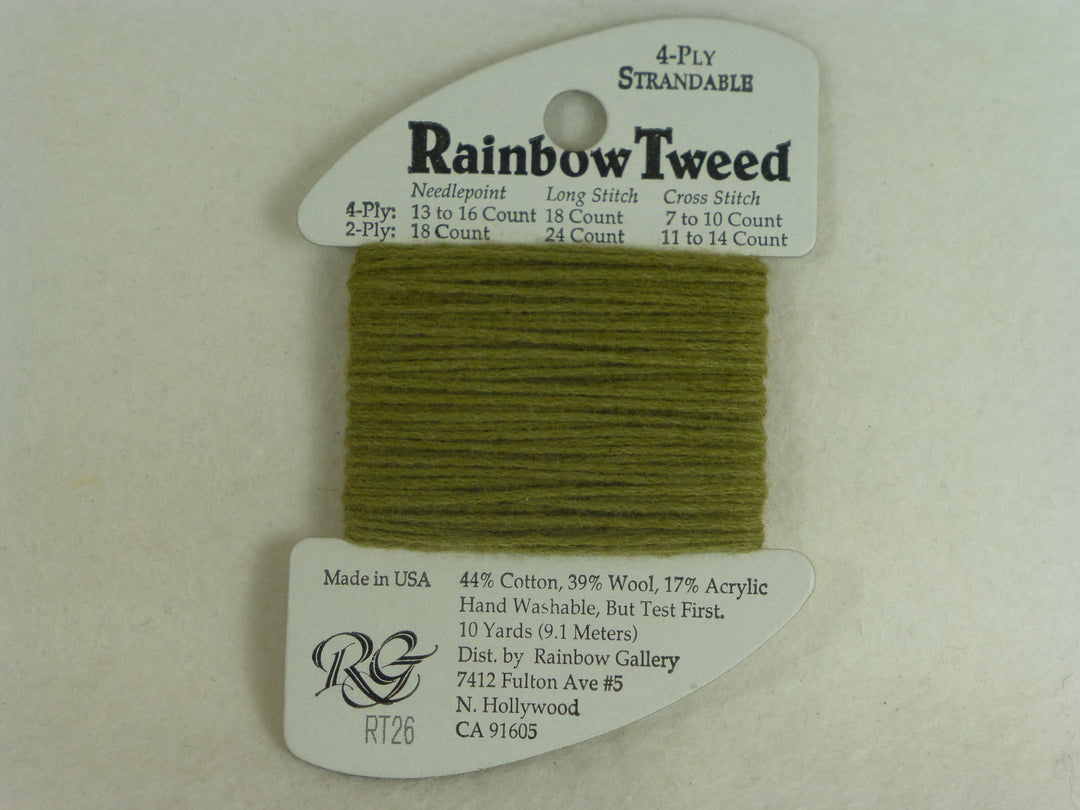 4-Ply
Strandable
Rainbow Tweed
Needlepoint Long Stitch Cross Stitch
4-Ply: 13 to 16 Count 18 Count 7 to 10 Count
2-Ply: 18 Count 24 Count 11 to 14 Count
Made in USA
44% Cotton, 39% Wool, 17% Acrylic
Hand Washable, But Test First.
10 Yards (9.1 Meters)
Dist. by Rainbow Gallery
7412 Fulton Ave #5
N. Hollywood
CA 91605
RG
RT26